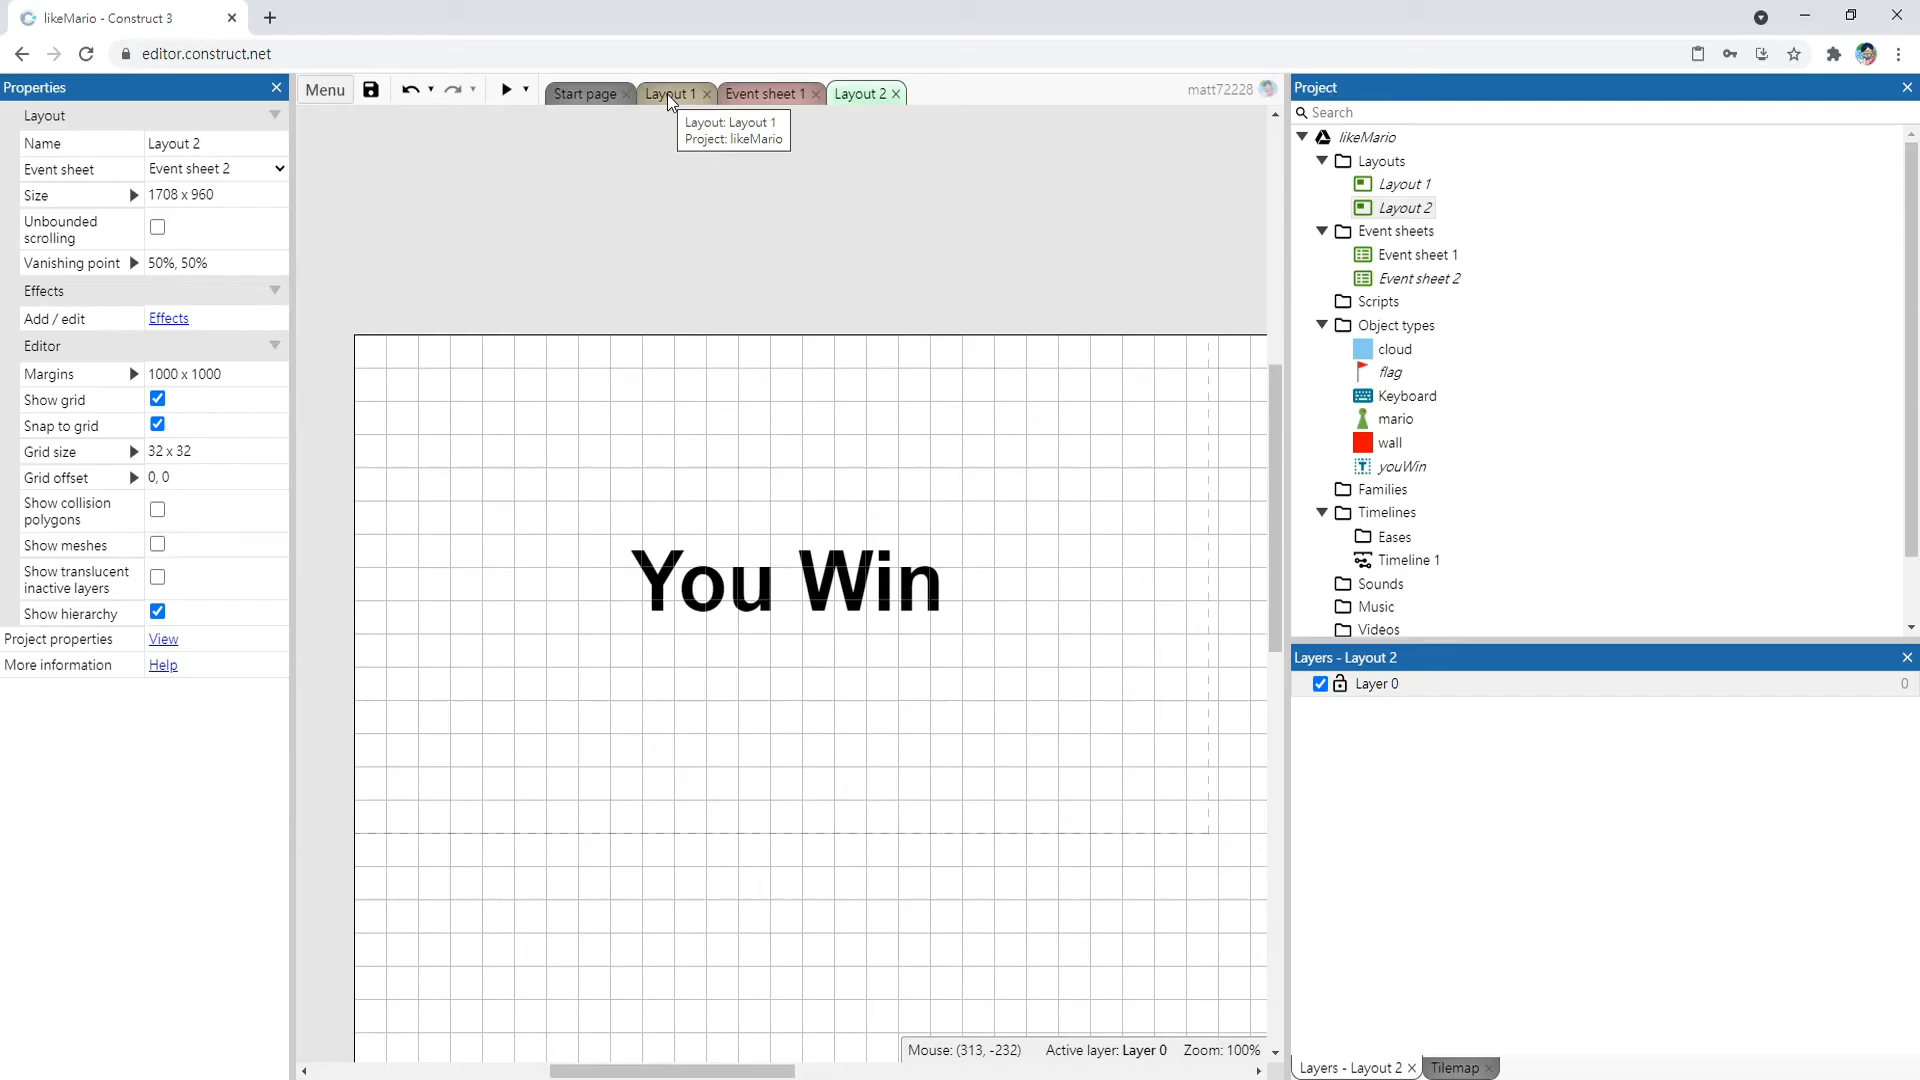 likeMario - Construct 3
editor.construct.net
Properties
Layout
Name Layout 2
Event sheet Event sheet 2
Size 1708 x 960
Unbounded
scrolling
Vanishing point 50%, 50%
Effects
Add / edit Effects
Editor
Margins 1000 x 1000
Show grid
Snap to grid
Grid size 32 x 32
Grid offset 0, 0
Show collision
polygons
Show meshes
Show translucent
inactive layers
Show hierarchy
Project properties View
More information Help
Menu
Start page Layout 1 Event sheet 1 Layout 2
matt72228
Layout: Layout 1
Project: likeMario
You Win
Mouse: (313, -232) Active layer: Layer 0 Zoom: 100%
Project
Search
likeMario
Layouts
Layout 1
Layout 2
Event sheets
Event sheet 1
Event sheet 2
Scripts
Object types
cloud
flag
Keyboard
mario
wall
youWin
Families
Timelines
Eases
Timeline 1
Sounds
Music
Videos
Layers - Layout 2
Layer 0 0
Layers - Layout 2 Tilemap